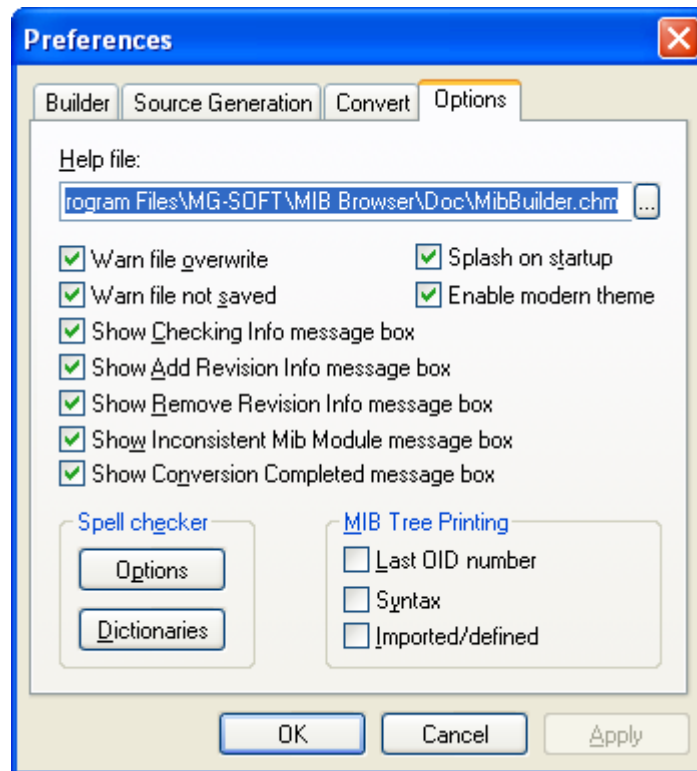 Preferences
Builder Source Generation Convert Options
Help file:
rogram Files\MG-SOFT\MIB Browser\Doc\MibBuilder.chm ...
Warn file overwrite Splash on startup
Warn file not saved Enable modern theme
Show Checking Info message box
Show Add Revision Info message box
Show Remove Revision Info message box
Show Inconsistent Mib Module message box
Show Conversion Completed message box
Spell checker
Options
Dictionaries
MIB Tree Printing
Last OID number
Syntax
Imported/defined
OK Cancel Apply